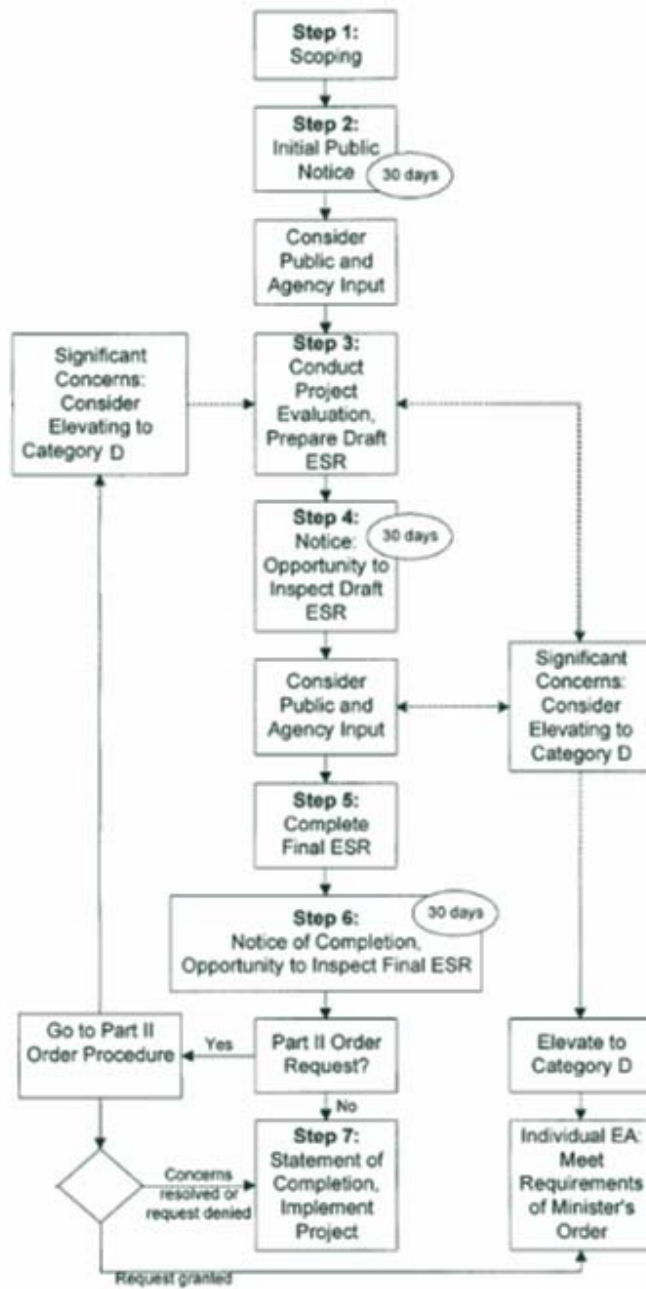 Step 1:
Scoping
Step 2:
Initial Public
Notice
30 days
Consider
Public and
Agency Input
Significant
Concerns:
Consider
Elevating to
Category D
Step 3:
Conduct
Project
Evaluation,
Prepare Draft
ESR
Step 4:
Notice:
Opportunity to
Inspect Draft
ESR
30 days
Consider
Public and
Agency Input
Significant
Concerns:
Consider
Elevating to
Category D
Step 5:
Complete
Final ESR
Step 6:
Notice of Completion,
Opportunity to Inspect Final ESR
30 days
Go to Part II
Order Procedure
Yes
Part II Order
Request?
Elevate to
Category D
No
Step 7:
Statement of
Completion,
Implement
Project
Concerns
resolved or
request denied
Individual EA:
Meet
Requirements
of Minister's
Order
Request granted